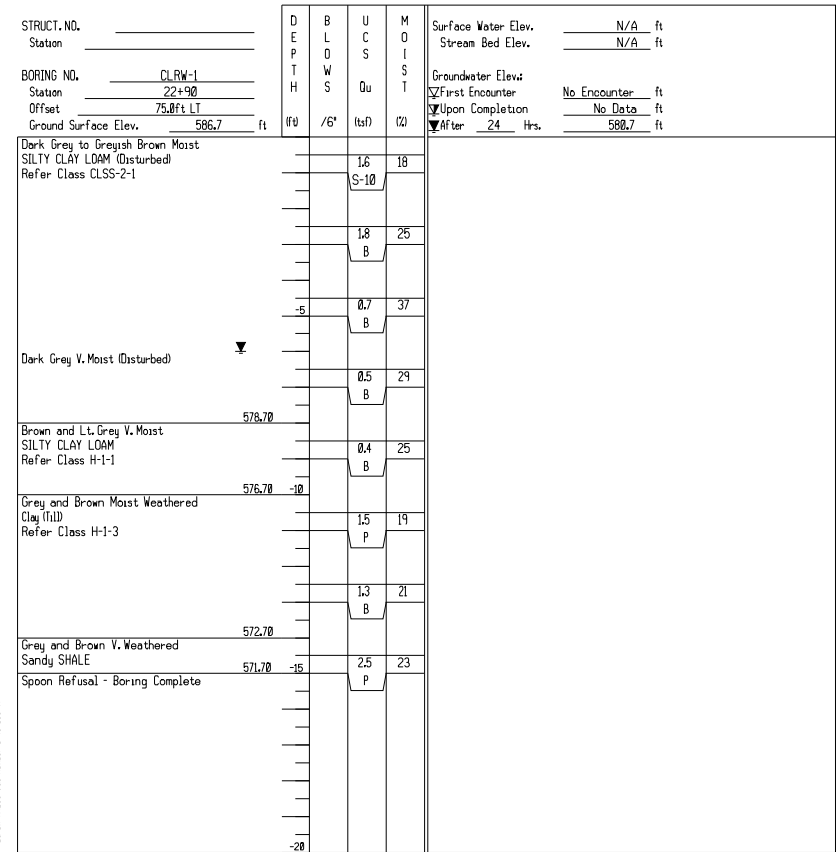 STRUCT. NO.
Station
BORING NO. CLRW-1
Station 22+90
Offset 75.0ft LT
Ground Surface Elev. 586.7 ft
DEPTH (ft)
BLOWS /6"
UCS Qu (tsf)
MOIST (%)
Surface Water Elev. N/A ft
Stream Bed Elev. N/A ft
Groundwater Elev.:
First Encounter No Encounter ft
Upon Completion No Data ft
After 24 Hrs. 580.7 ft
Dark Grey to Greyish Brown Moist
SILTY CLAY LOAM (Disturbed)
1.6 18
Refer Class CLSS-2-1
S-10
1.8 25
B
-5 0.7 37
B
Dark Grey V. Moist (Disturbed)
0.5 29
B
578.70
Brown and Lt. Grey V. Moist
SILTY CLAY LOAM
0.4 25
Refer Class H-1-1
B
576.70 -10
Grey and Brown Moist Weathered
Clay (Till)
1.5 19
Refer Class H-1-3
P
1.3 21
B
572.70
Grey and Brown V. Weathered
Sandy SHALE
571.70 -15 2.5 23
Spoon Refusal - Boring Complete
P
-20